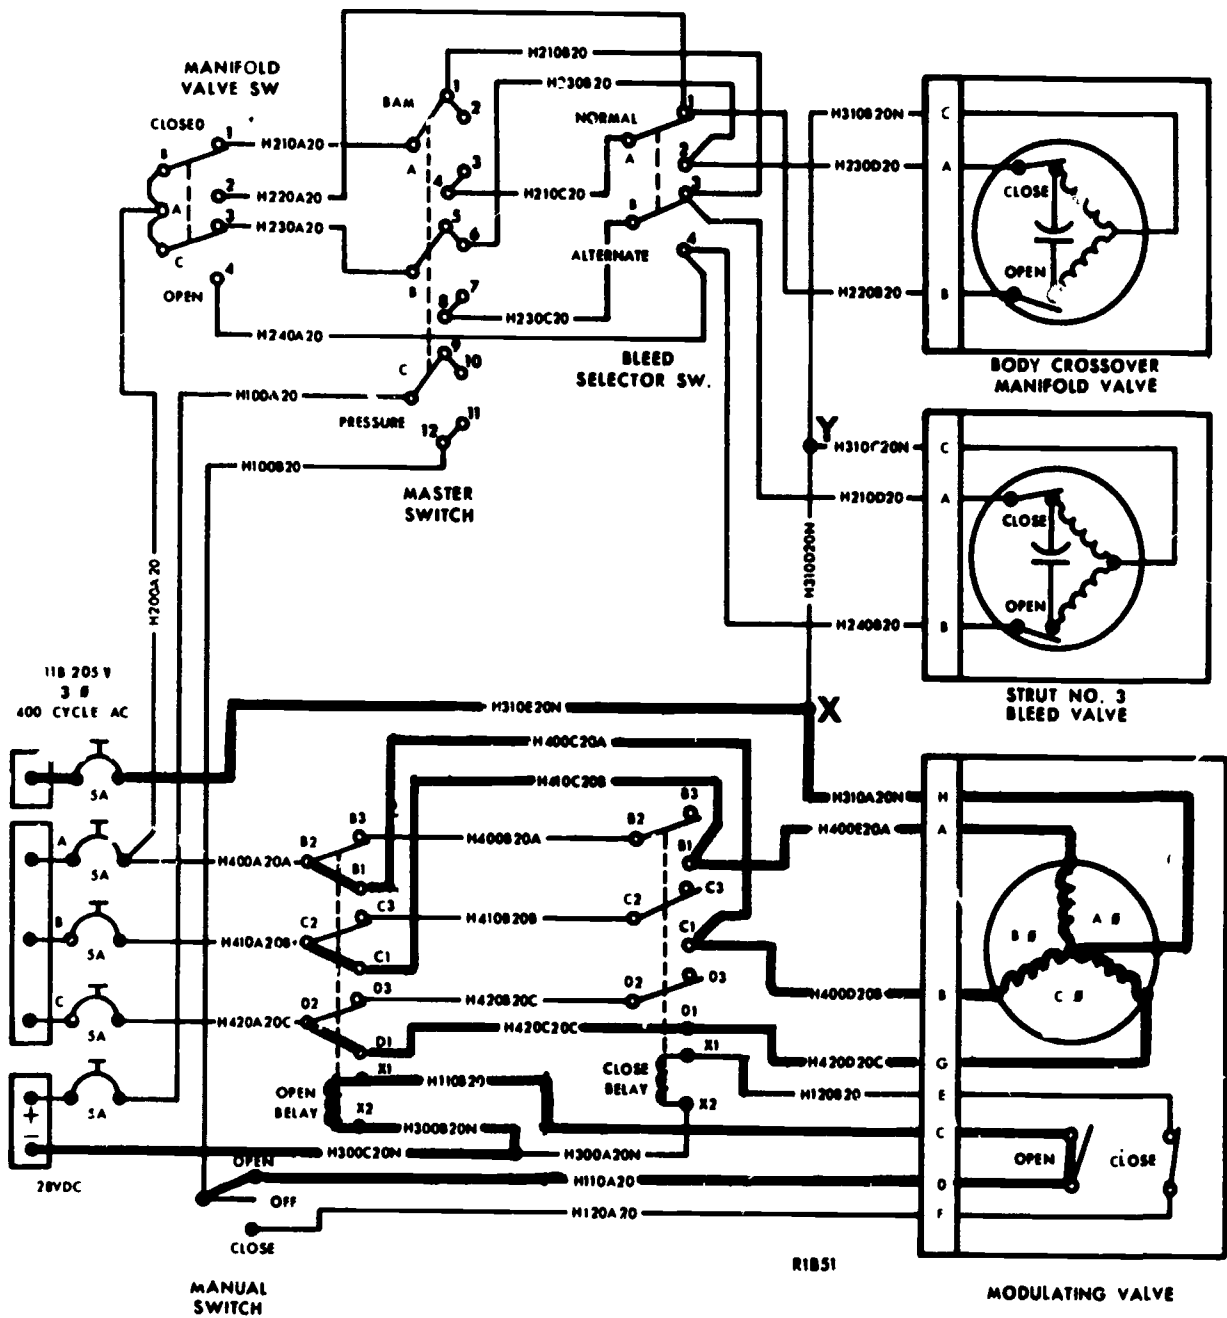 MANIFOLD
VALVE SW
CLOSED
B
1
H210A20
A
2
H220A20
3
H230A20
C
OPEN
4
H240A20
BAM
1
2
H210B20
H230B20
A
3
4
H210C20
5
6
B
7
8
H230C20
9
10
C
H100A20
PRESSURE
11
12
H100B20
MASTER
SWITCH
NORMAL
1
A
2
3
B
ALTERNATE
4
BLEED
SELECTOR SW.
H310B20N
C
H230D20
A
CLOSE
OPEN
H220B20
B
BODY CROSSOVER
MANIFOLD VALVE
Y
H310C20N
C
H210D20
A
CLOSE
H310D20N
OPEN
H240B20
B
STRUT NO. 3
BLEED VALVE
H200A20
11B 205 V
3 Ø
400 CYCLE AC
H310E20N
X
H400C20A
5A
H410C20B
B3
H310A20N
H
A
B3
B2
H400B20A
B2
H400E20A
A
H400A20A
5A
B1
B1
C3
C3
B
C2
H410B20B
C2
A Ø
B Ø
H410A20B
5A
C1
C1
C Ø
D3
D3
C
D2
H420B20C
D2
H400D20B
B
H420A20C
5A
D1
H420C20C
D1
X1
X1
H420D20C
G
H110B20
CLOSE
RELAY
OPEN
RELAY
H120B20
E
+
5A
X2
X2
H300B20N
C
−
H300C20N
H300A20N
OPEN
CLOSE
28VDC
OPEN
H110A20
D
OFF
H120A20
F
CLOSE
R1B51
MANUAL
SWITCH
MODULATING VALVE